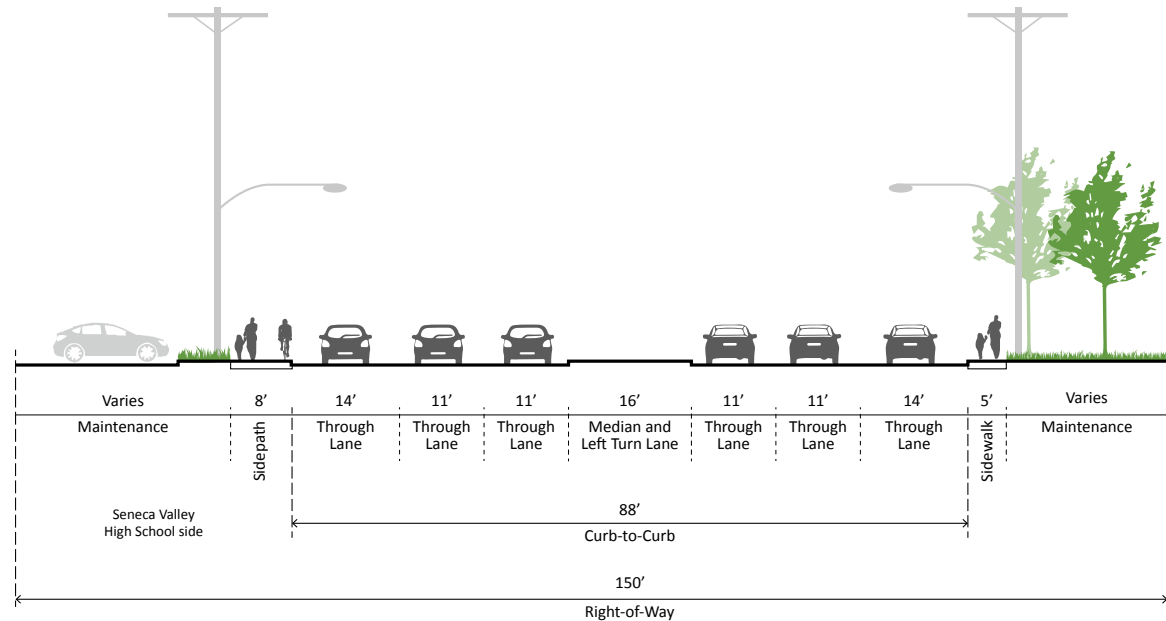 Varies
8’
14’
11’
11’
16’
11’
11’
14’
5’
Varies
Maintenance
Sidepath
Through
Lane
Through
Lane
Through
Lane
Median and
Left Turn Lane
Through
Lane
Through
Lane
Through
Lane
Sidewalk
Maintenance
Seneca Valley
High School side
88’
Curb-to-Curb
150’
Right-of-Way